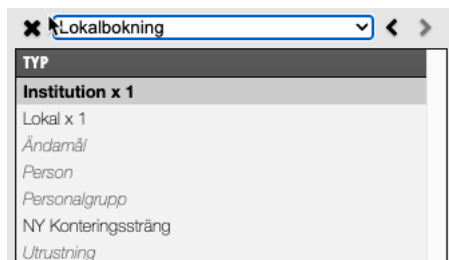 Lokalbokning
TYP
Institution x 1
Lokal x 1
Ändamål
Person
Personalgrupp
NY Konteringssträng
Utrustning